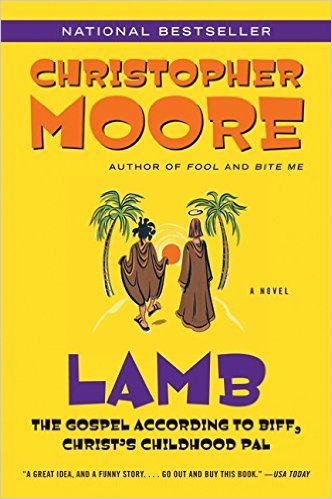 NATIONAL BESTSELLER
CHRISTOPHER
MOORE
AUTHOR OF FOOL AND BITE ME
A NOVEL
LAMB
THE GOSPEL ACCORDING TO BIFF,
CHRIST'S CHILDHOOD PAL
"A GREAT IDEA, AND A FUNNY STORY. . . . GO OUT AND BUY THIS BOOK." —USA TODAY